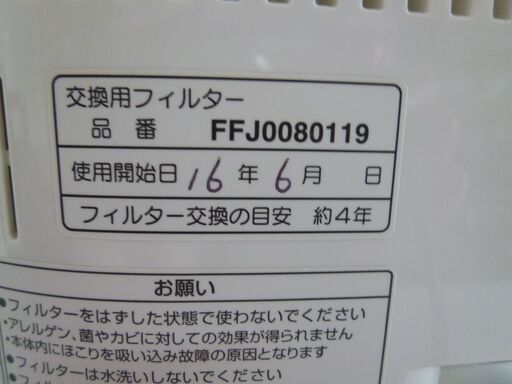 交換用フィルター
品番 FFJ0080119
使用開始日 16 年 6 月 日
フィルター交換の目安 約4年
お願い
•フィルターをはずした状態で使わないでください
•アレルゲン、菌やカビに対しての効果が得られません
•本体内にほこりを吸い込み故障の原因となります
•フィルターは水洗いしないでください